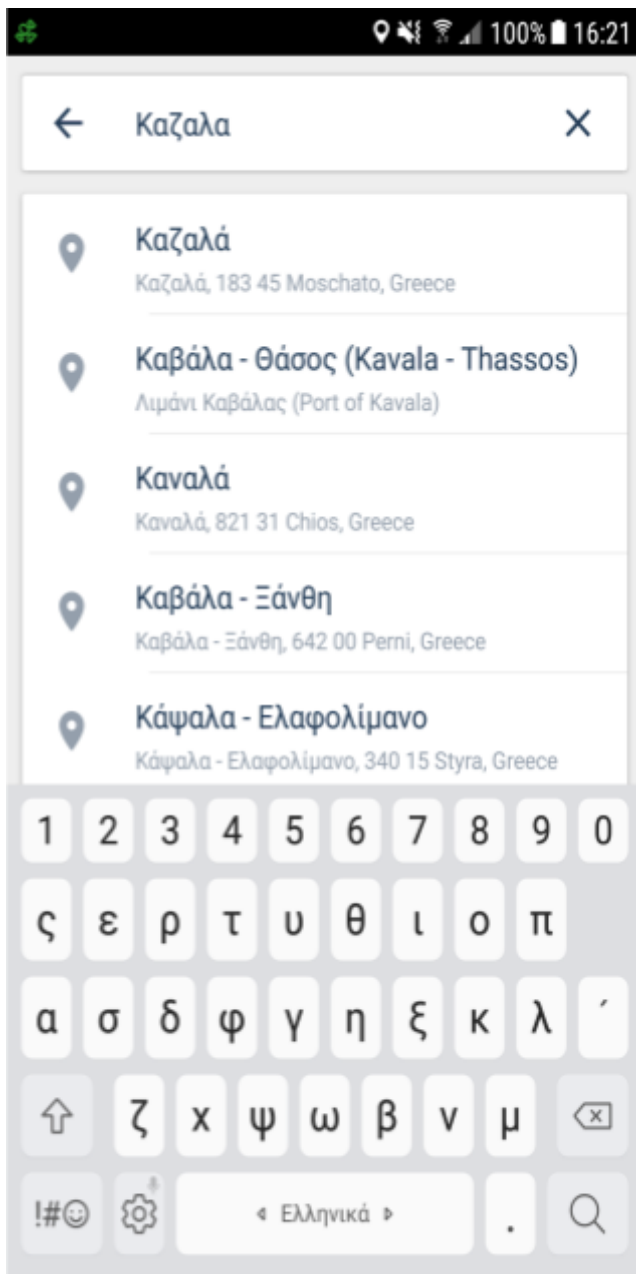 100% 16:21
Καζαλα
Καζαλά
Καζαλά, 183 45 Moschato, Greece
Καβάλα - Θάσος (Kavala - Thassos)
Λιμάνι Καβάλας (Port of Kavala)
Καναλά
Καναλά, 821 31 Chios, Greece
Καβάλα - Ξάνθη
Καβάλα - Ξάνθη, 642 00 Perni, Greece
Κάψαλα - Ελαφολίμανο
Κάψαλα - Ελαφολίμανο, 340 15 Styra, Greece
1 2 3 4 5 6 7 8 9 0
ς ε ρ τ υ θ ι ο π
α σ δ φ γ η ξ κ λ ΄
ζ χ ψ ω β ν μ
!#☺ Ελληνικά .